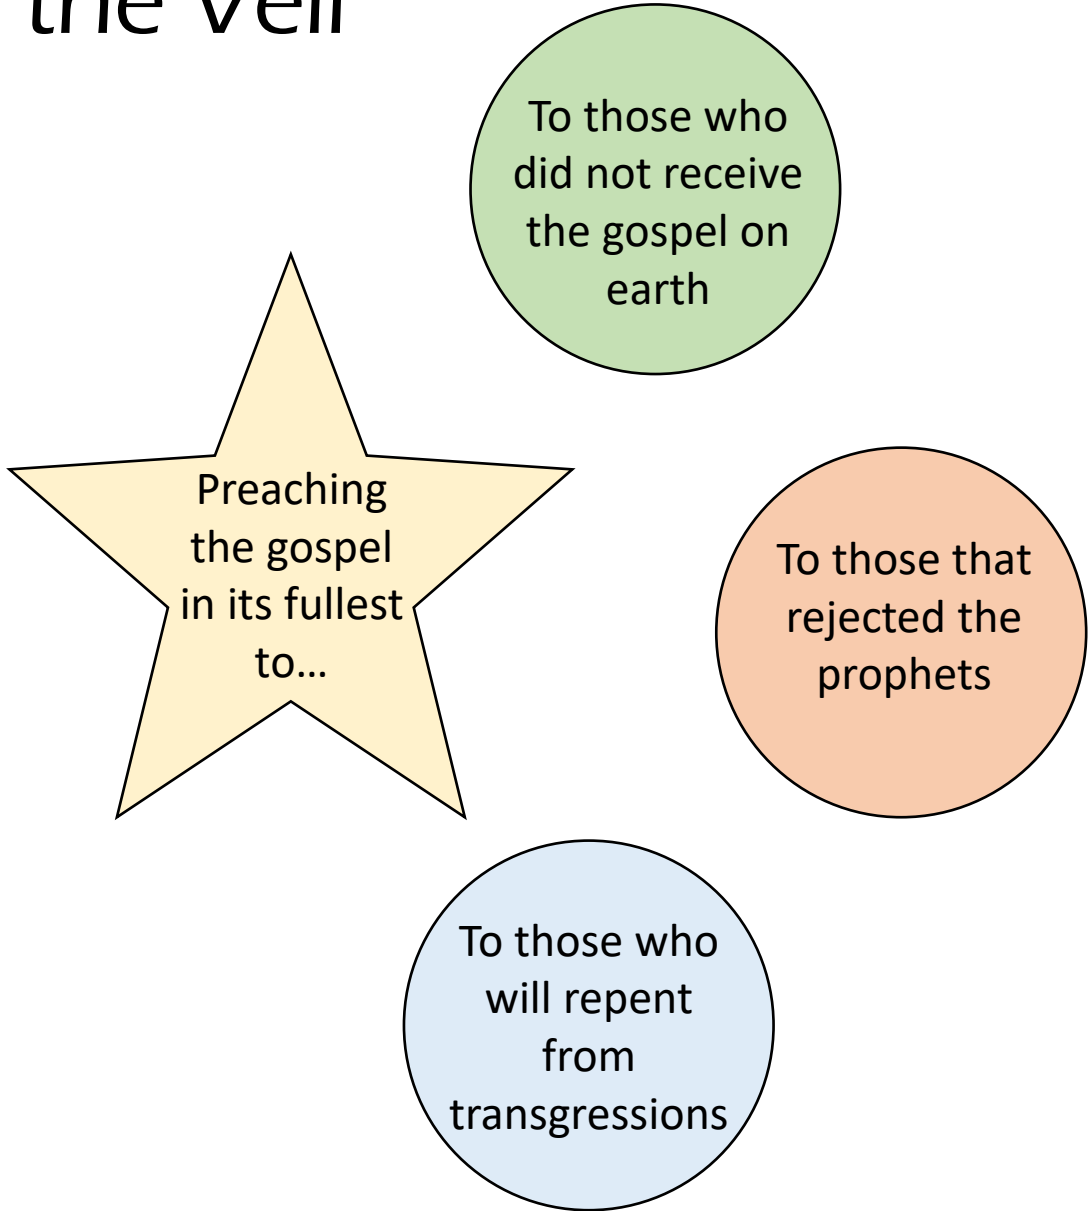 the Veil
To those who
did not receive
the gospel on
earth
Preaching
the gospel
in its fullest
to…
To those that
rejected the
prophets
To those who
will repent
from
transgressions